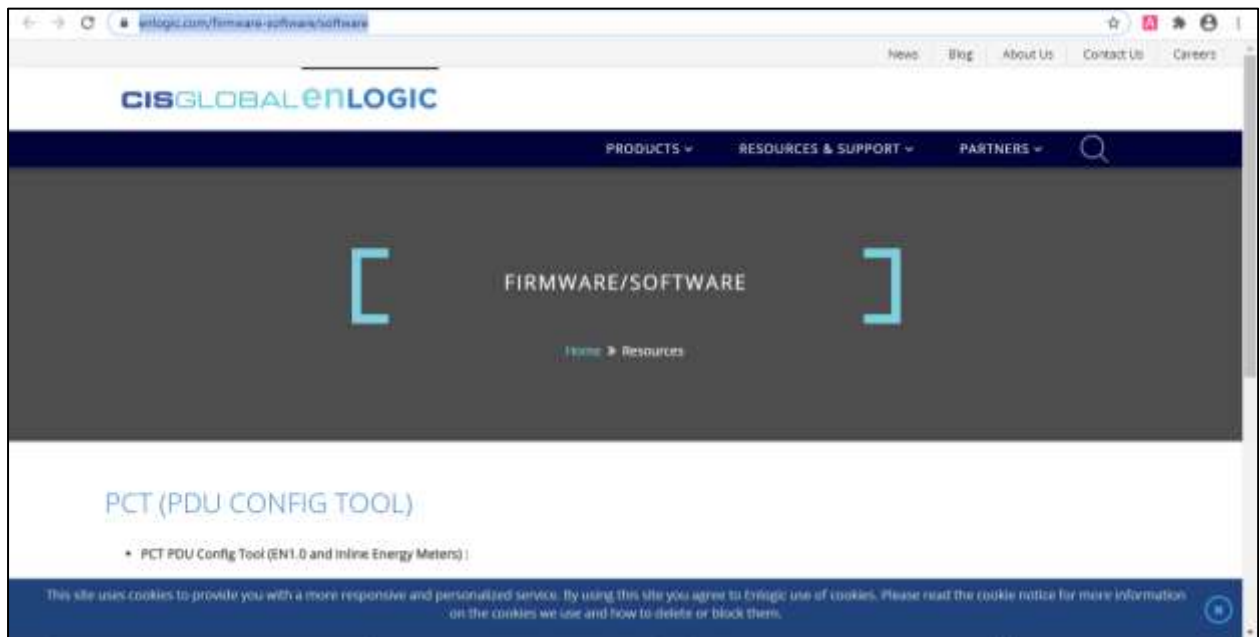 enlogic.com/firmware-software/software
News Blog About Us Contact Us Careers
CISGLOBAL enLOGIC
PRODUCTS RESOURCES & SUPPORT PARTNERS
FIRMWARE/SOFTWARE
Home » Resources
PCT (PDU CONFIG TOOL)
• PCT PDU Config Tool (EN1.0 and Inline Energy Meters) :
This site uses cookies to provide you with a more responsive and personalized service. By using this site you agree to Enlogic use of cookies. Please read the cookie notice for more information
on the cookies we use and how to delete or block them.